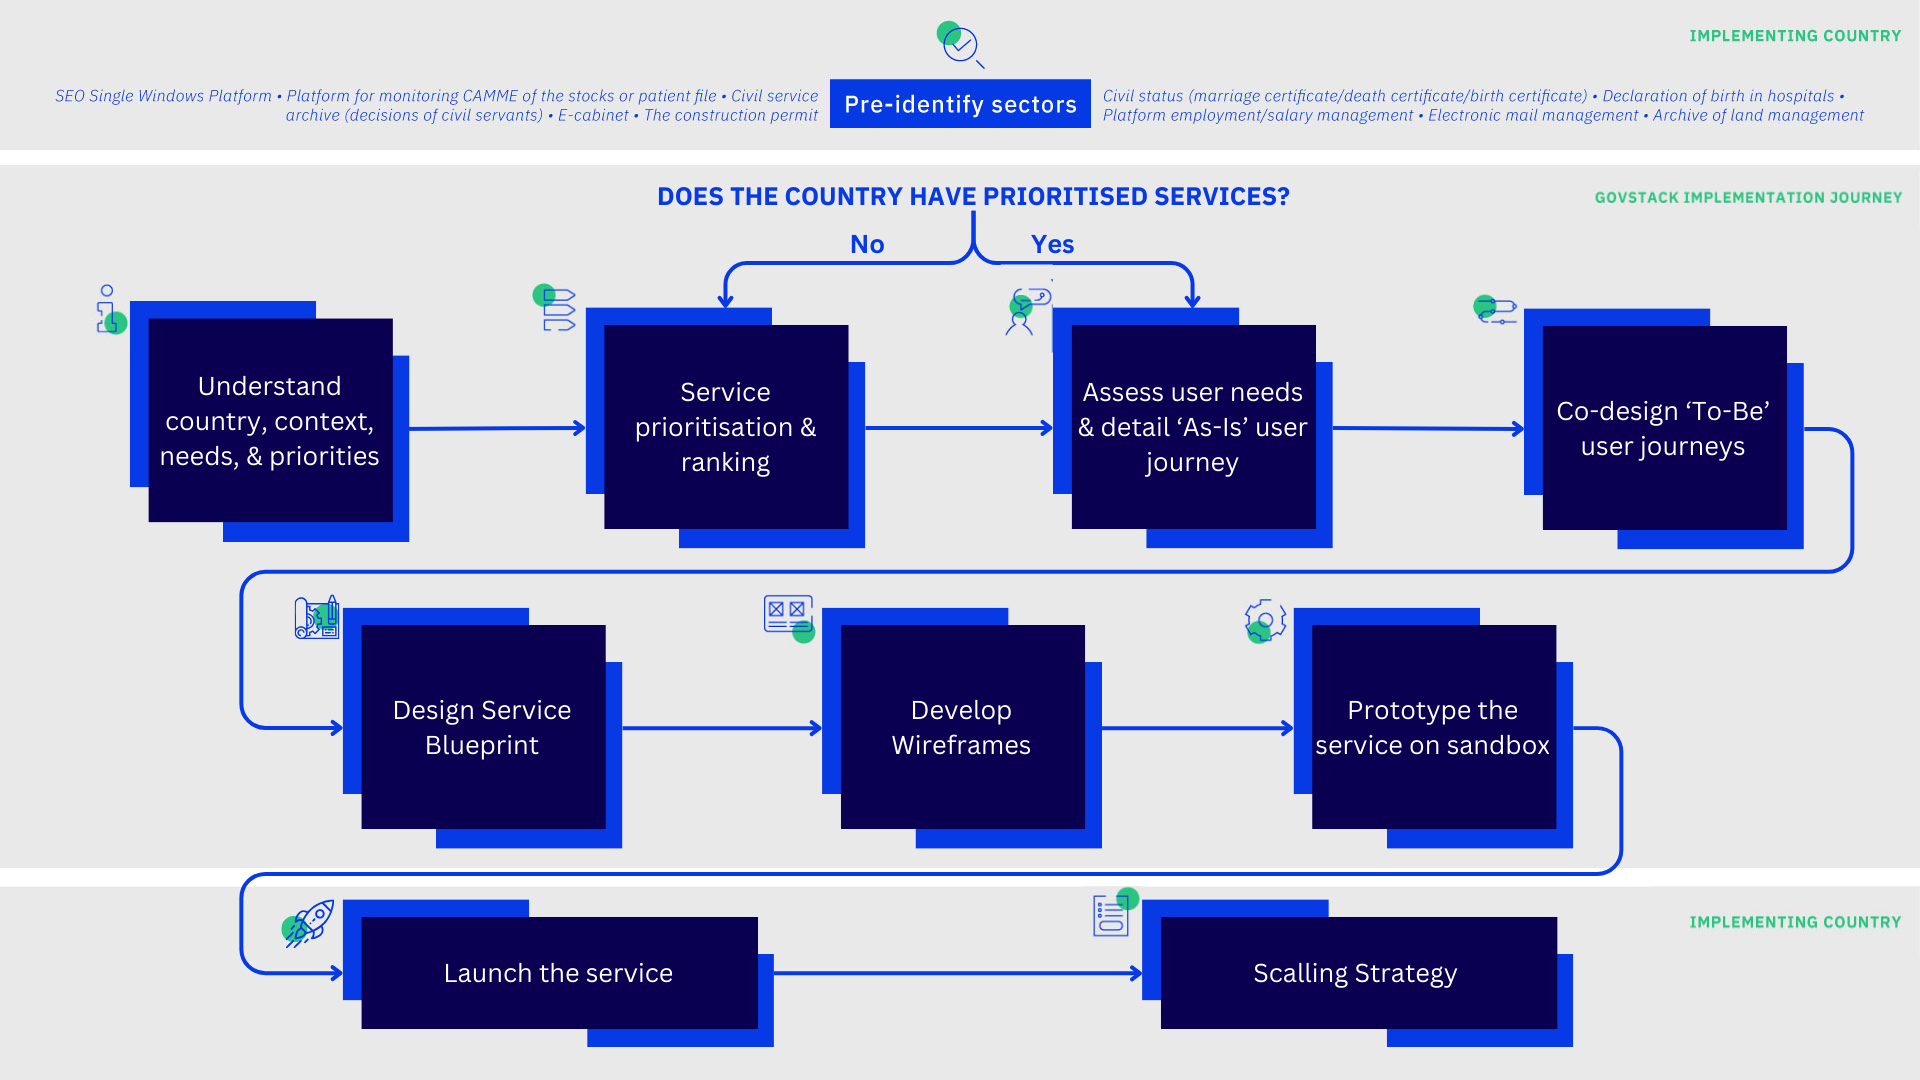 IMPLEMENTING COUNTRY
SEO Single Windows Platform • Platform for monitoring CAMME of the stocks or patient file • Civil service
archive (decisions of civil servants) • E-cabinet • The construction permit
Pre-identify sectors
Civil status (marriage certificate/death certificate/birth certificate) • Declaration of birth in hospitals •
Platform employment/salary management • Electronic mail management • Archive of land management
DOES THE COUNTRY HAVE PRIORITISED SERVICES?
GOVSTACK IMPLEMENTATION JOURNEY
No
Yes
Understand
country, context,
needs, & priorities
Service
prioritisation &
ranking
Assess user needs
& detail ‘As-Is’ user
journey
Co-design ‘To-Be’
user journeys
Design Service
Blueprint
Develop
Wireframes
Prototype the
service on sandbox
IMPLEMENTING COUNTRY
Launch the service
Scalling Strategy